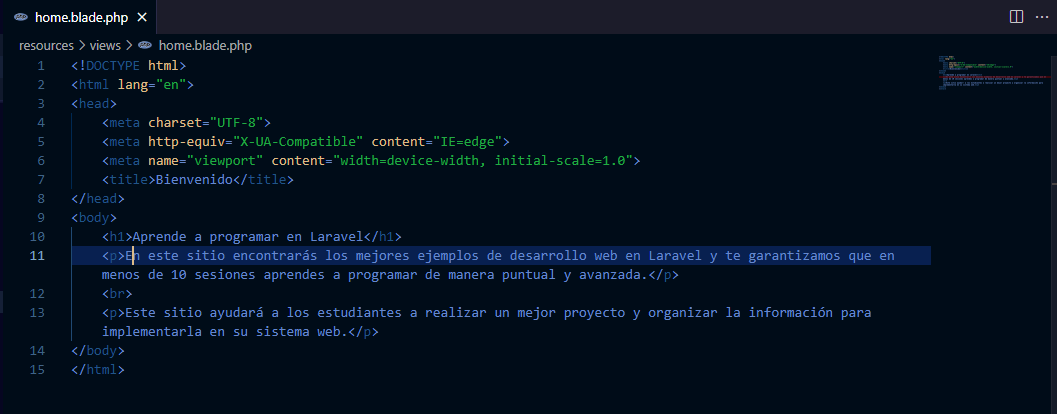 home.blade.php ×
resources > views > home.blade.php
1 <!DOCTYPE html>
2 <html lang="en">
3 <head>
4     <meta charset="UTF-8">
5     <meta http-equiv="X-UA-Compatible" content="IE=edge">
6     <meta name="viewport" content="width=device-width, initial-scale=1.0">
7     <title>Bienvenido</title>
8 </head>
9 <body>
10     <h1>Aprende a programar en Laravel</h1>
11     <p>En este sitio encontrarás los mejores ejemplos de desarrollo web en Laravel y te garantizamos que en
menos de 10 sesiones aprendes a programar de manera puntual y avanzada.</p>
12     <br>
13     <p>Este sitio ayudará a los estudiantes a realizar un mejor proyecto y organizar la información para
implementarla en su sistema web.</p>
14 </body>
15 </html>